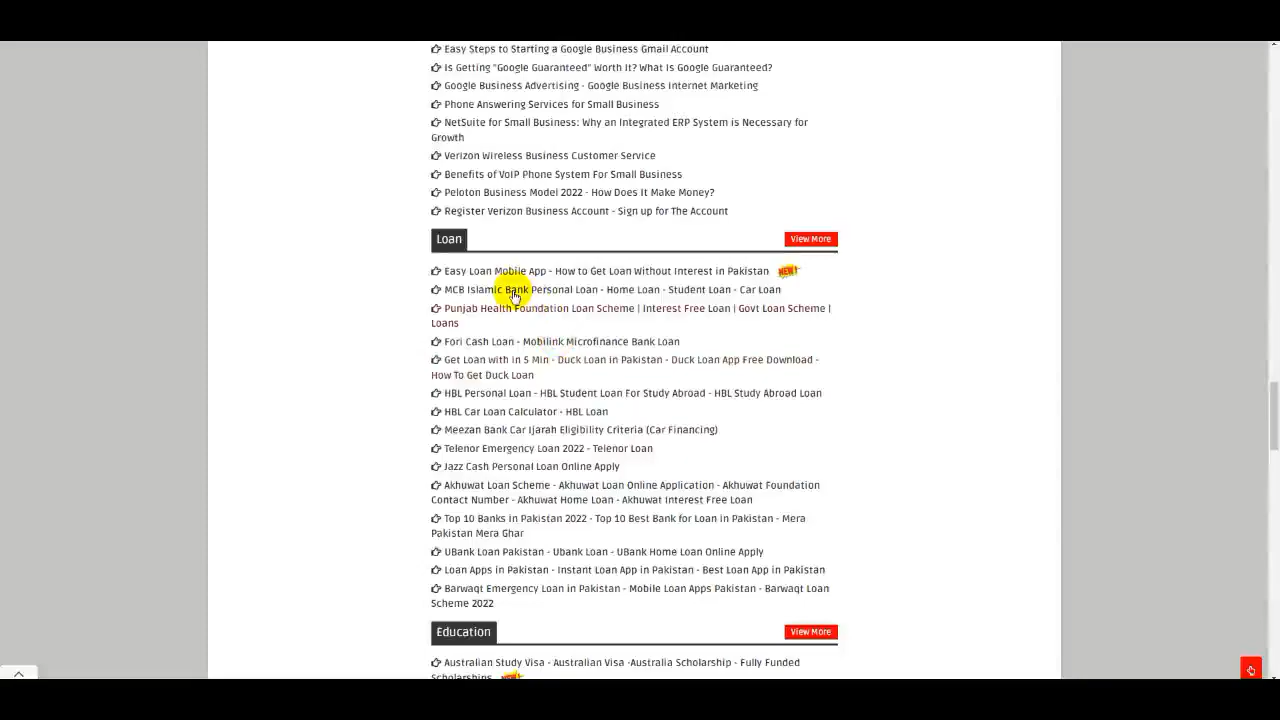 Easy Steps to Starting a Google Business Gmail Account
Is Getting "Google Guaranteed" Worth It? What Is Google Guaranteed?
Google Business Advertising - Google Business Internet Marketing
Phone Answering Services for Small Business
NetSuite for Small Business: Why an Integrated ERP System is Necessary for
Growth
Verizon Wireless Business Customer Service
Benefits of VoIP Phone System For Small Business
Peloton Business Model 2022 - How Does It Make Money?
Register Verizon Business Account - Sign up for The Account
Loan View More
Easy Loan Mobile App - How to Get Loan Without Interest in Pakistan NEW!
MCB Islamic Bank Personal Loan - Home Loan - Student Loan - Car Loan
Punjab Health Foundation Loan Scheme | Interest Free Loan | Govt Loan Scheme |
Loans
Fori Cash Loan - Mobilink Microfinance Bank Loan
Get Loan with in 5 Min - Duck Loan in Pakistan - Duck Loan App Free Download -
How To Get Duck Loan
HBL Personal Loan - HBL Student Loan For Study Abroad - HBL Study Abroad Loan
HBL Car Loan Calculator - HBL Loan
Meezan Bank Car Ijarah Eligibility Criteria (Car Financing)
Telenor Emergency Loan 2022 - Telenor Loan
Jazz Cash Personal Loan Online Apply
Akhuwat Loan Scheme - Akhuwat Loan Online Application - Akhuwat Foundation
Contact Number - Akhuwat Home Loan - Akhuwat Interest Free Loan
Top 10 Banks in Pakistan 2022 - Top 10 Best Bank for Loan in Pakistan - Mera
Pakistan Mera Ghar
UBank Loan Pakistan - Ubank Loan - UBank Home Loan Online Apply
Loan Apps in Pakistan - Instant Loan App in Pakistan - Best Loan App in Pakistan
Barwaqt Emergency Loan in Pakistan - Mobile Loan Apps Pakistan - Barwaqt Loan
Scheme 2022
Education View More
Australian Study Visa - Australian Visa -Australia Scholarship - Fully Funded
Scholarships NEW!